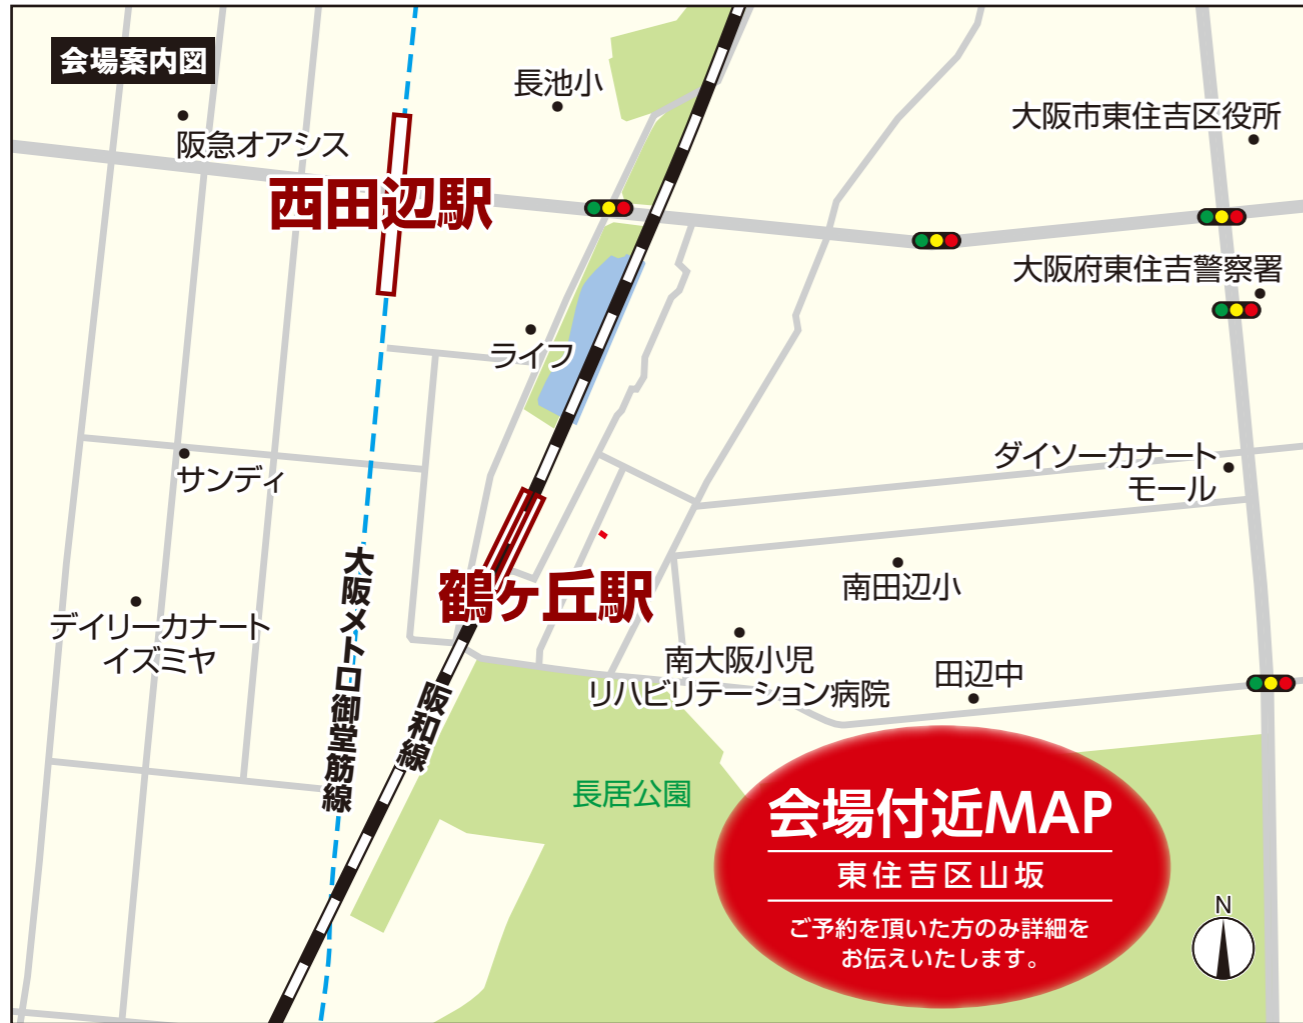 会場案内図
長池小
阪急オアシス
大阪市東住吉区役所
西田辺駅
大阪府東住吉警察署
ライフ
サンディ
ダイソーカナート
モール
鶴ヶ丘駅
南田辺小
デイリーカナート
イズミヤ
大阪メトロ御堂筋線
阪和線
南大阪小児
リハビリテーション病院
田辺中
長居公園
会場付近MAP
東住吉区山坂
ご予約を頂いた方のみ詳細を
お伝えいたします。
N